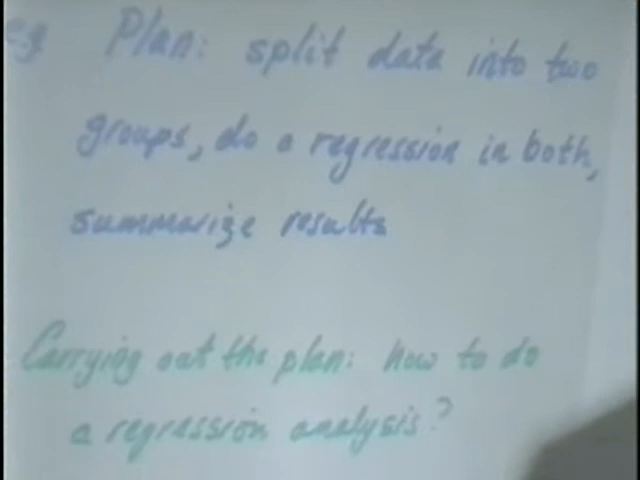 e.g Plan: split data into two
groups, do a regression in both,
summarize results
Carrying out the plan: how to do
a regression analysis?